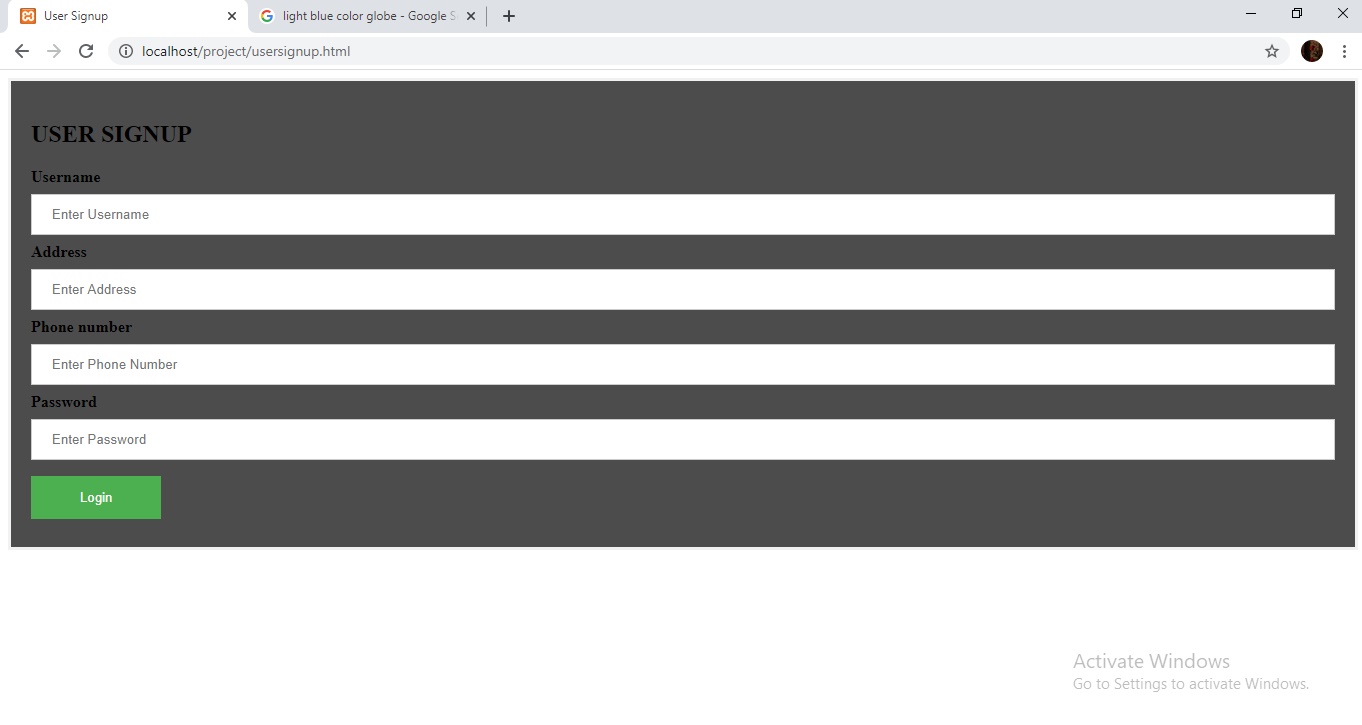 User Signup
light blue color globe - Google S
localhost/project/usersignup.html
USER SIGNUP
Username
Enter Username
Address
Enter Address
Phone number
Enter Phone Number
Password
Enter Password
Login
Activate Windows
Go to Settings to activate Windows.